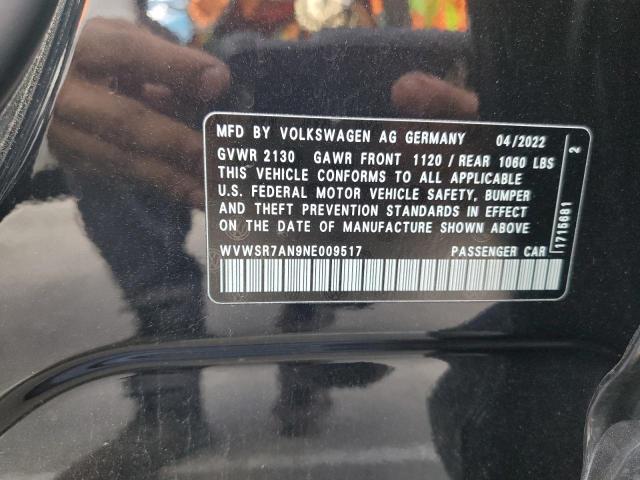 MFD BY VOLKSWAGEN AG GERMANY 04/2022
GVWR 2130 GAWR FRONT 1120 / REAR 1060 LBS
THIS VEHICLE CONFORMS TO ALL APPLICABLE
U.S. FEDERAL MOTOR VEHICLE SAFETY, BUMPER
AND THEFT PREVENTION STANDARDS IN EFFECT
ON THE DATE OF MANUFACTURE SHOWN ABOVE
WVWSR7AN9NE009517 PASSENGER CAR
1715681 2